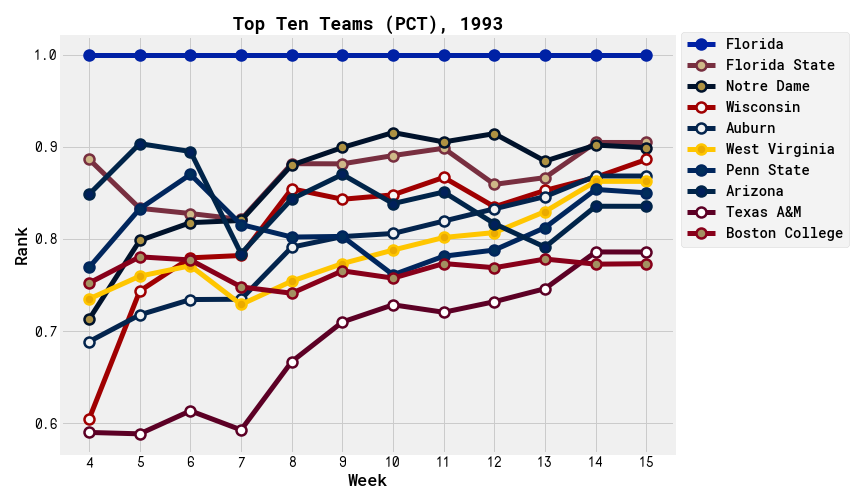 Top Ten Teams (PCT), 1993
Florida
Florida State
Notre Dame
Wisconsin
Auburn
West Virginia
Penn State
Arizona
Texas A&M
Boston College
Rank
1.0
0.9
0.8
0.7
0.6
4 5 6 7 8 9 10 11 12 13 14 15
Week